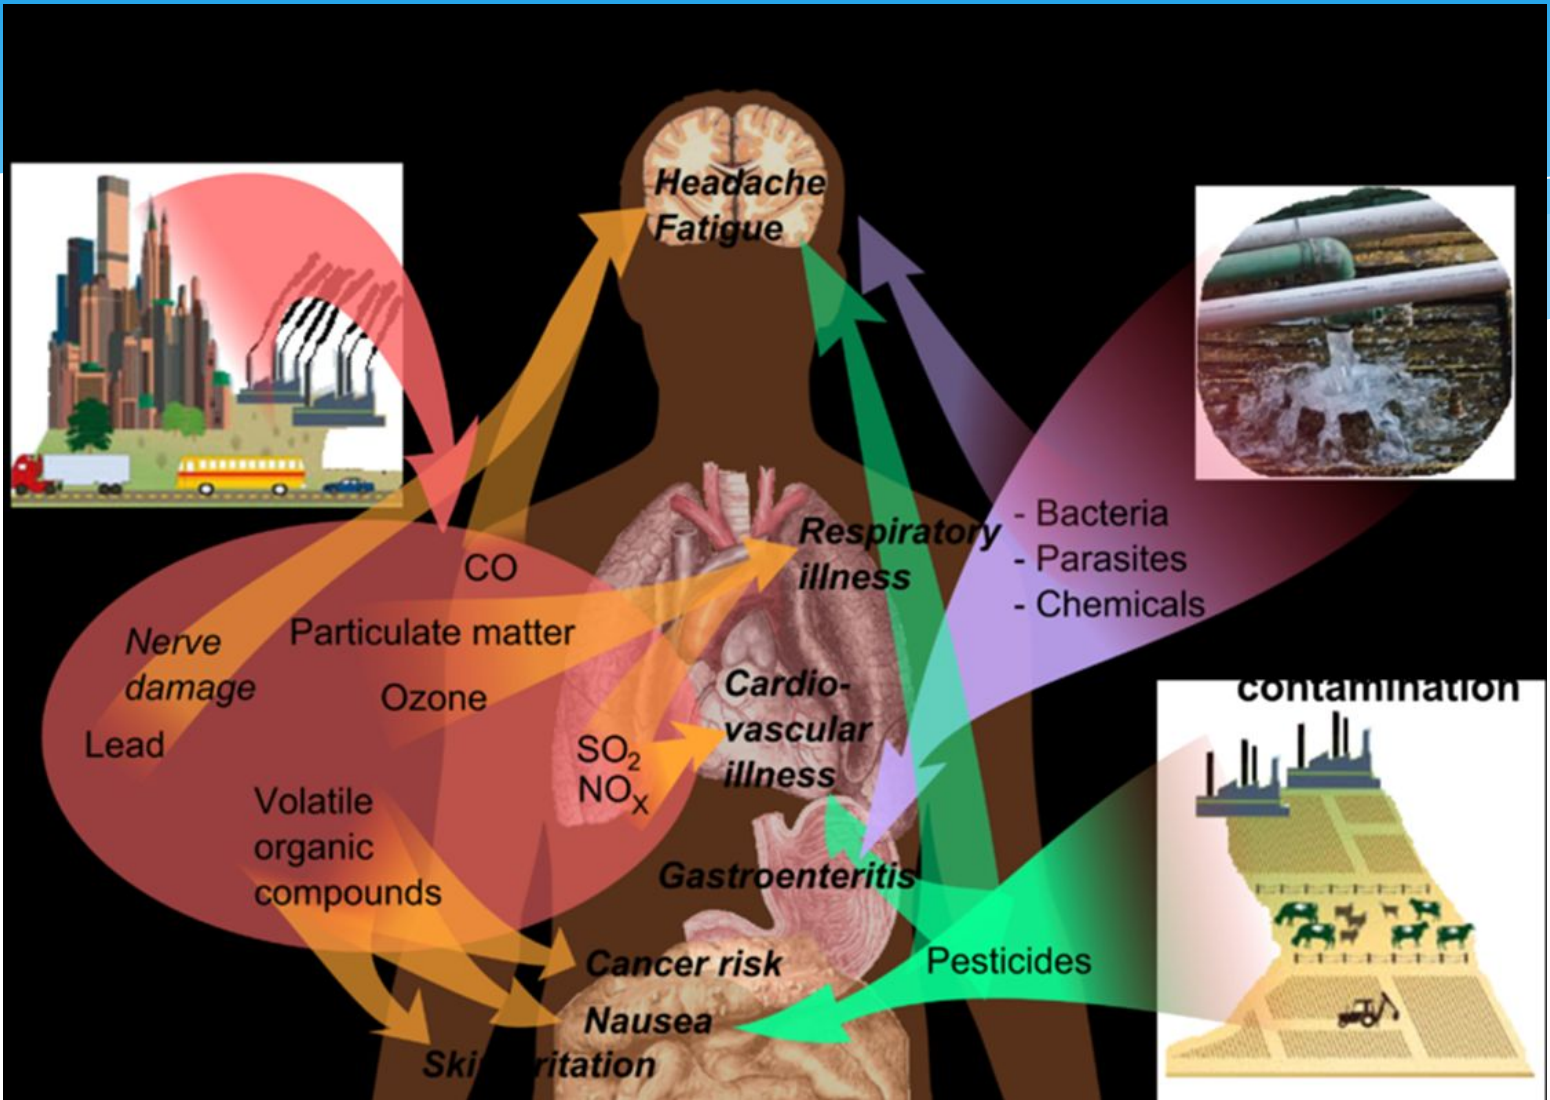 Headache
Fatigue
CO
Nerve
damage
Particulate matter
Ozone
Lead
SO₂
NOₓ
Volatile
organic
compounds
Respiratory
illness
Cardio-
vascular
illness
Gastroenteritis
Cancer risk
Nausea
- Bacteria
- Parasites
- Chemicals
contamination
Pesticides